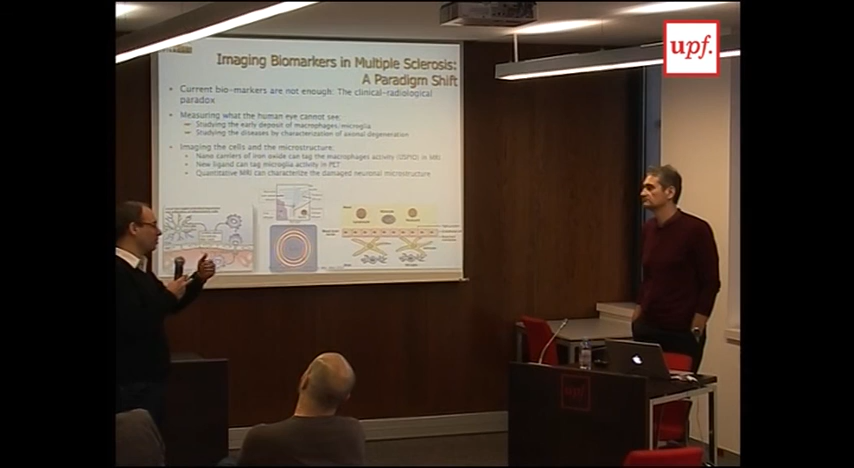 upf.
Imaging Biomarkers in Multiple Sclerosis:
A Paradigm Shift
Current bio-markers are not enough: The clinical-radiological
paradox
Measuring what the human eye cannot see:
Studying the early deposit of macrophages/microglia
Studying the diseases by characterization of axonal degeneration
Imaging the cells and the microstructure:
Nano carriers of iron oxide can tag the macrophages activity (USPIO) in MRI
New ligand can tag microglia activity in PET
Quantitative MRI can characterize the damaged neuronal microstructure
upf.